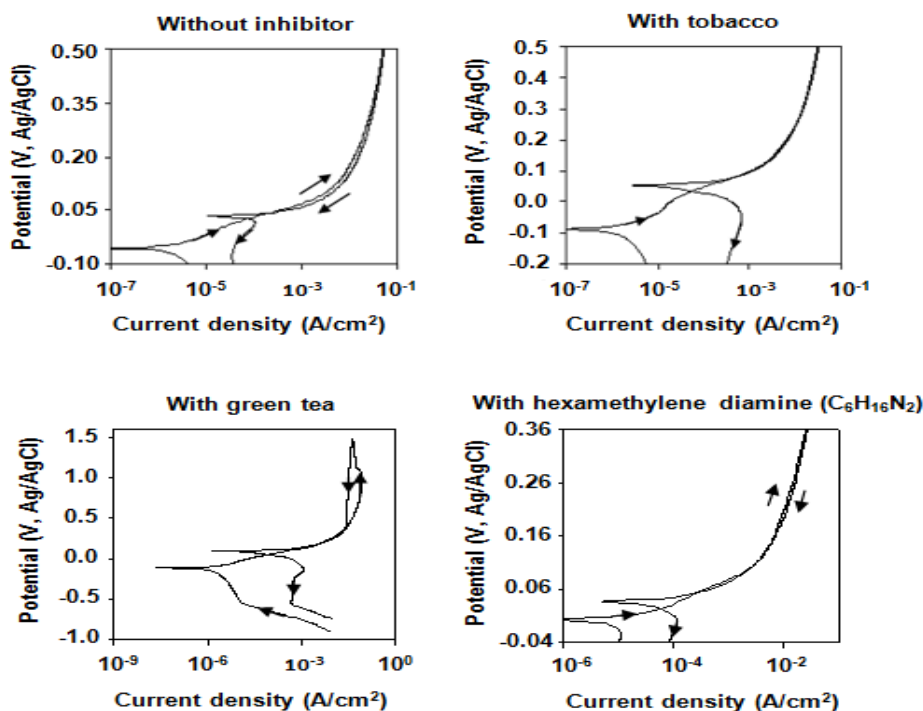 Without inhibitor
Potential (V, Ag/AgCl)
0.50
0.35
0.20
0.05
-0.10
10⁻⁷ 10⁻⁵ 10⁻³ 10⁻¹
Current density (A/cm²)
With tobacco
Potential (V, Ag/AgCl)
0.5
0.4
0.3
0.2
0.1
0.0
-0.1
-0.2
10⁻⁷ 10⁻⁵ 10⁻³ 10⁻¹
Current density (A/cm²)
With green tea
Potential (V, Ag/AgCl)
1.5
1.0
0.5
0.0
-0.5
-1.0
10⁻⁹ 10⁻⁶ 10⁻³ 10⁰
Current density (A/cm²)
With hexamethylene diamine (C₆H₁₆N₂)
Potential (V, Ag/AgCl)
0.36
0.26
0.16
0.06
-0.04
10⁻⁶ 10⁻⁴ 10⁻²
Current density (A/cm²)